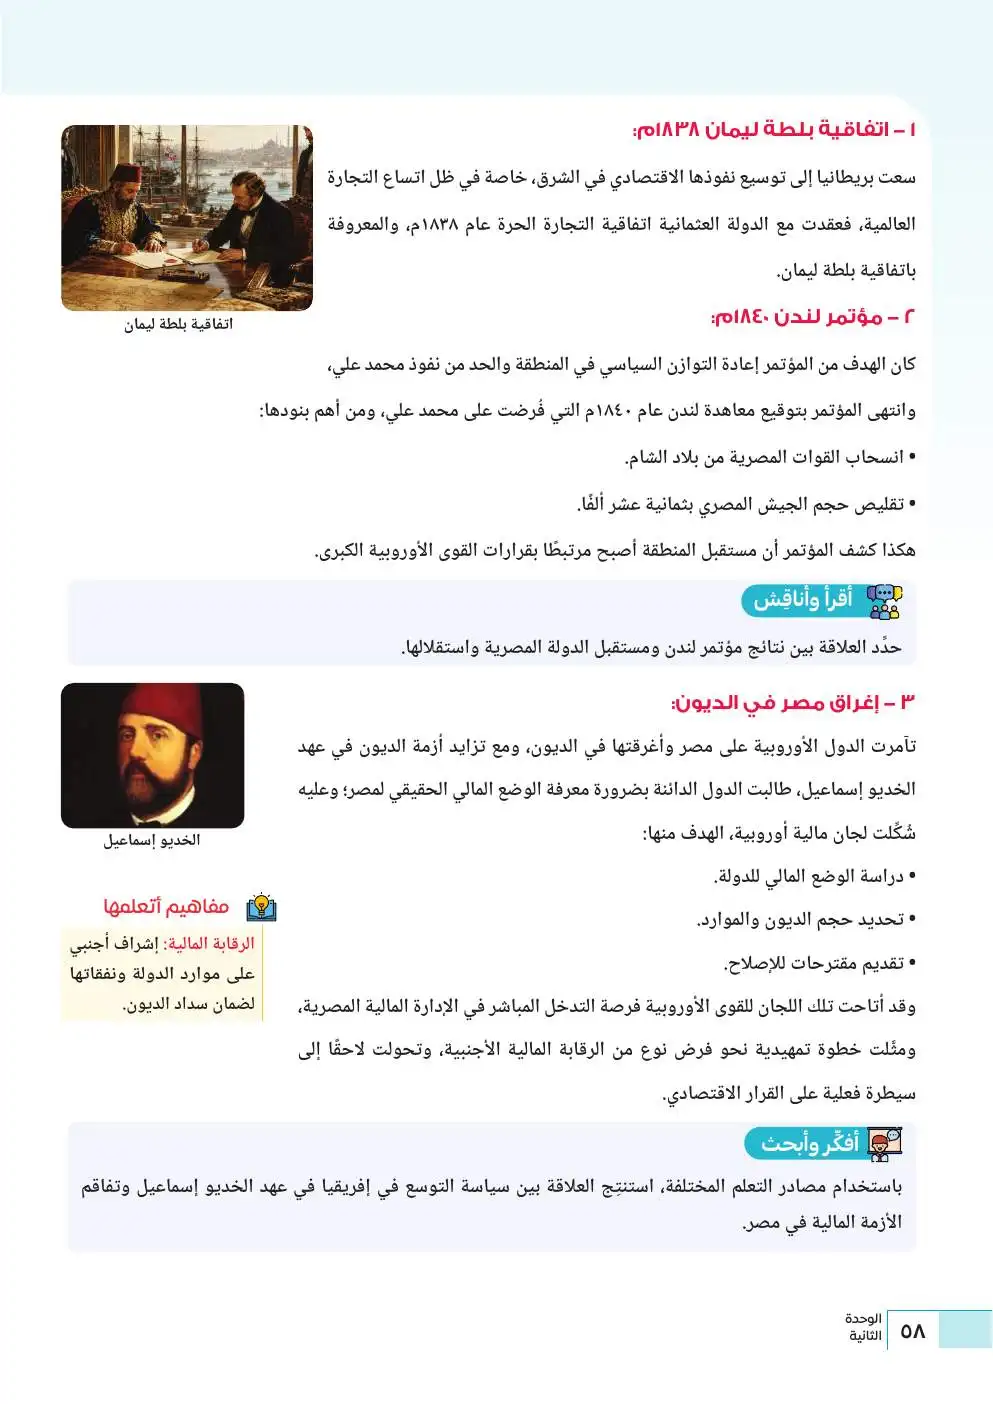 ١ - اتفاقية بلطة ليمان ١٨٣٨م:
سعت بريطانيا إلى توسيع نفوذها الاقتصادي في الشرق، خاصة في ظل اتساع التجارة
العالمية، فعقدت مع الدولة العثمانية اتفاقية التجارة الحرة عام ١٨٣٨م، والمعروفة
باتفاقية بلطة ليمان.
اتفاقية بلطة ليمان
٢ - مؤتمر لندن ١٨٤٠م:
كان الهدف من المؤتمر إعادة التوازن السياسي في المنطقة والحد من نفوذ محمد علي،
وانتهى المؤتمر بتوقيع معاهدة لندن عام ١٨٤٠م التي فُرضت على محمد علي، ومن أهم بنودها:
• انسحاب القوات المصرية من بلاد الشام.
• تقليص حجم الجيش المصري بثمانية عشر ألفًا.
هكذا كشف المؤتمر أن مستقبل المنطقة أصبح مرتبطًا بقرارات القوى الأوروبية الكبرى.
أقرأ وأناقِش
حدِّد العلاقة بين نتائج مؤتمر لندن ومستقبل الدولة المصرية واستقلالها.
٣ - إغراق مصر في الديون:
تآمرت الدول الأوروبية على مصر وأغرقتها في الديون، ومع تزايد أزمة الديون في عهد
الخديو إسماعيل، طالبت الدول الدائنة بضرورة معرفة الوضع المالي الحقيقي لمصر؛ وعليه
شُكِّلت لجان مالية أوروبية، الهدف منها:
الخديو إسماعيل
• دراسة الوضع المالي للدولة.
• تحديد حجم الديون والموارد.
• تقديم مقترحات للإصلاح.
مفاهيم أتعلمها
الرقابة المالية: إشراف أجنبي
على موارد الدولة ونفقاتها
لضمان سداد الديون.
وقد أتاحت تلك اللجان للقوى الأوروبية فرصة التدخل المباشر في الإدارة المالية المصرية،
ومثَّلت خطوة تمهيدية نحو فرض نوع من الرقابة المالية الأجنبية، وتحولت لاحقًا إلى
سيطرة فعلية على القرار الاقتصادي.
أفكِّر وأبحث
باستخدام مصادر التعلم المختلفة، استنتِج العلاقة بين سياسة التوسع في إفريقيا في عهد الخديو إسماعيل وتفاقم
الأزمة المالية في مصر.
٥٨
الوحدة
الثانية